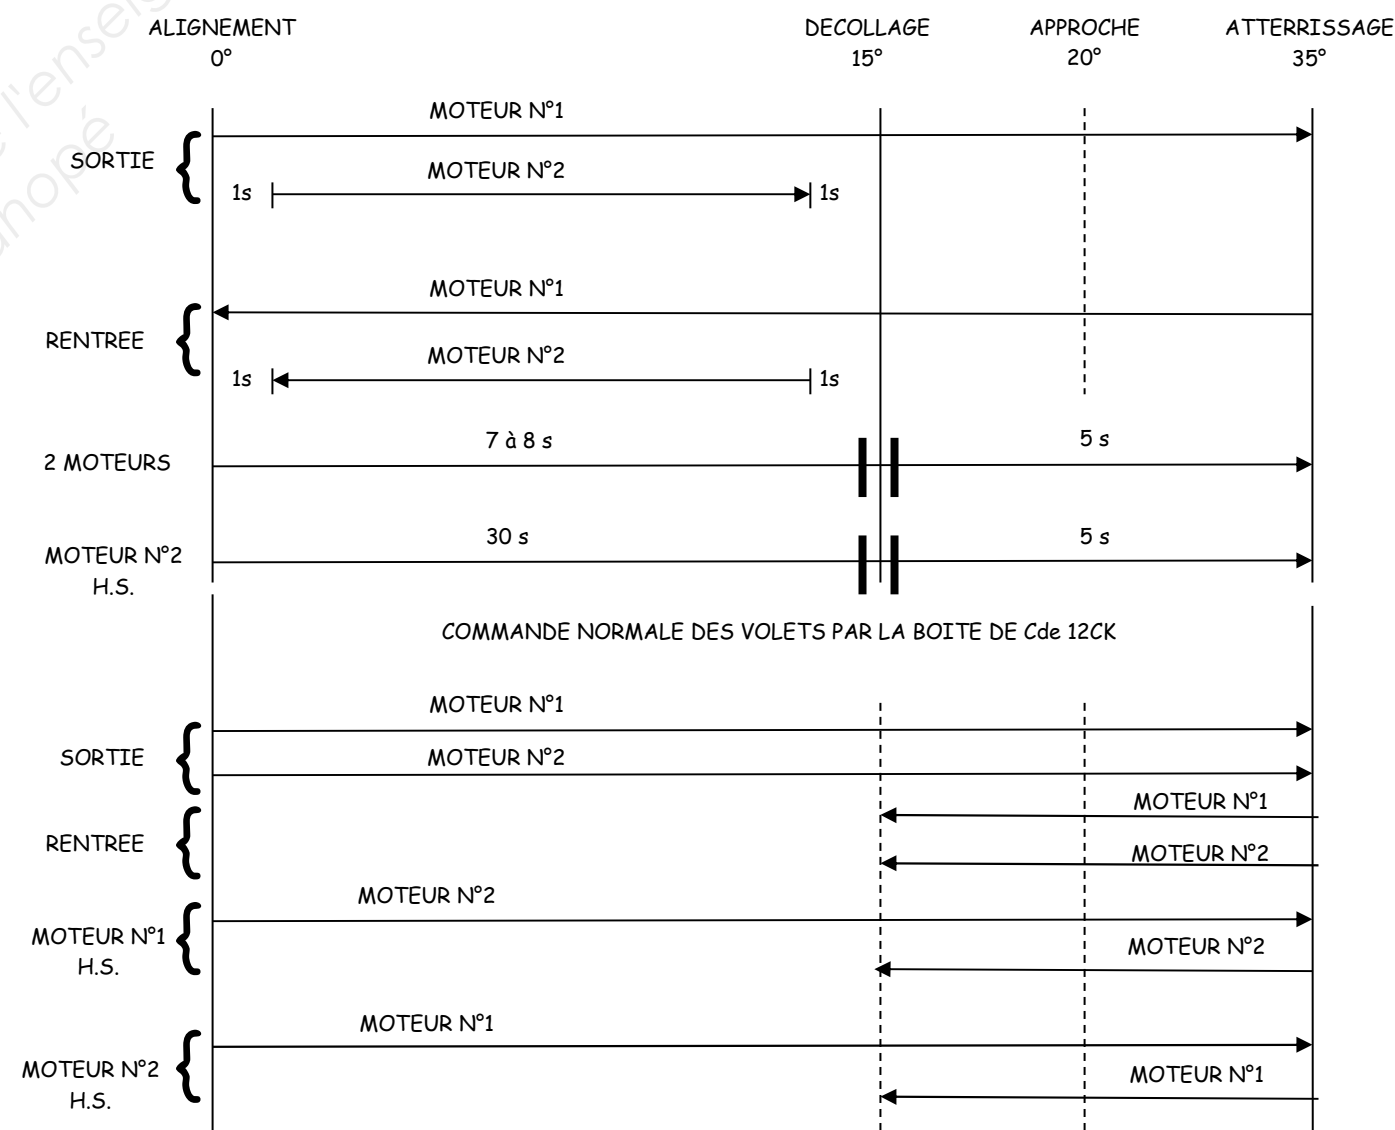 ALIGNEMENT DECOLLAGE APPROCHE ATTERRISSAGE
0° 15° 20° 35°
MOTEUR N°1
SORTIE
MOTEUR N°2
1s 1s
MOTEUR N°1
RENTREE
MOTEUR N°2
1s 1s
7 à 8 s 5 s
2 MOTEURS
30 s 5 s
MOTEUR N°2
H.S.
COMMANDE NORMALE DES VOLETS PAR LA BOITE DE Cde 12CK
MOTEUR N°1
SORTIE
MOTEUR N°2
MOTEUR N°1
RENTREE
MOTEUR N°2
MOTEUR N°2
MOTEUR N°1
H.S.
MOTEUR N°2
MOTEUR N°1
MOTEUR N°2
H.S.
MOTEUR N°1